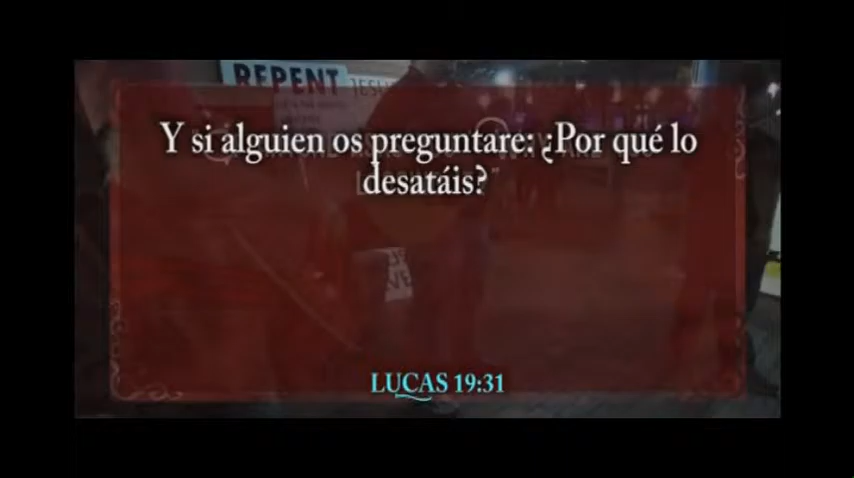 REPENT
Y si alguien os preguntare: ¿Por qué lo
desatáis?
LUCAS 19:31